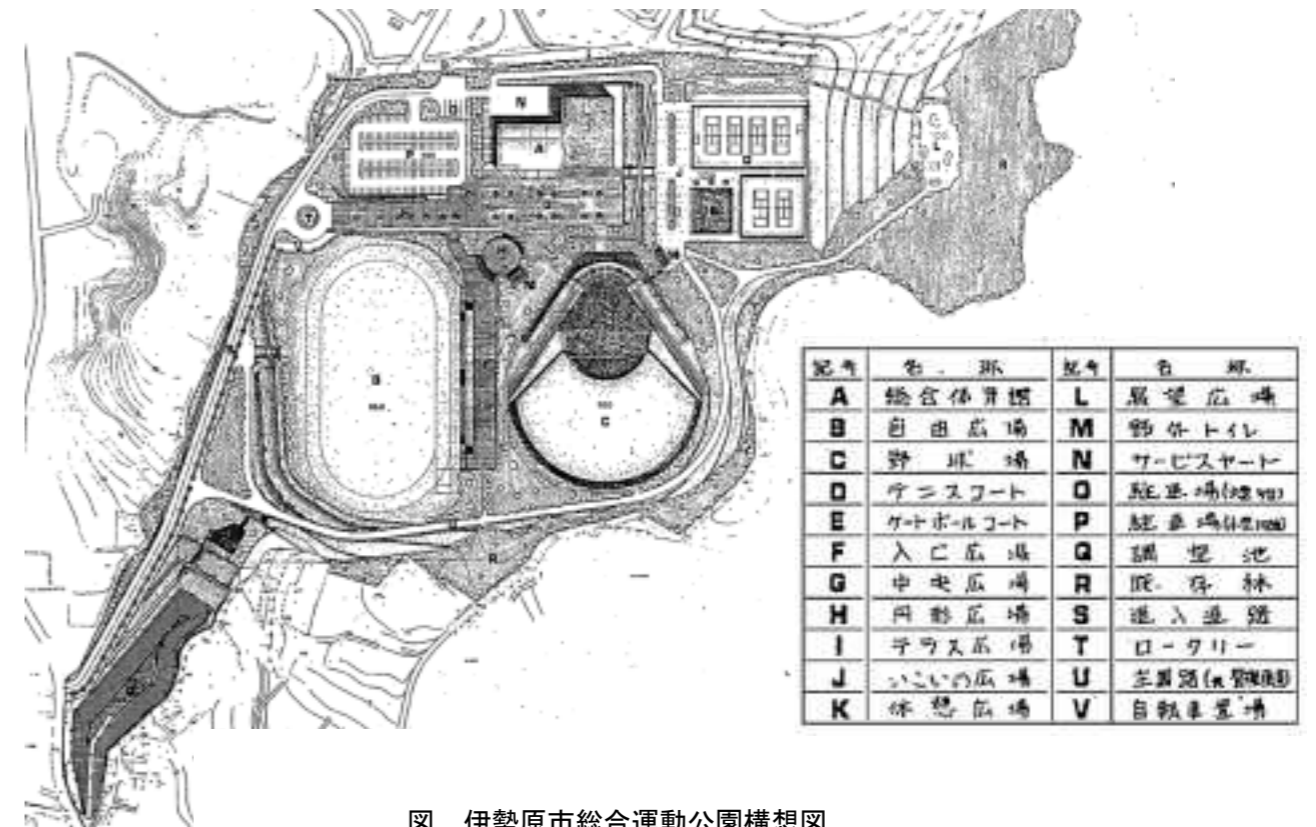 N
A
P
T
B
C
L
R
R
記号 名称 記号 名称
A 総合体育館 L 展望広場
B 自由広場 M 野外トイレ
C 野球場 N サービスヤード
D テニスコート O 駐車場
E ゲートボールコート P 駐車場
F 入口広場 Q 調整池
G 中央広場 R 既存林
H 円形広場 S 進入道路
I テラス広場 T ロータリー
J いこいの広場 U
K 休憩広場 V 自転車置場
図 伊勢原市総合運動公園構想図